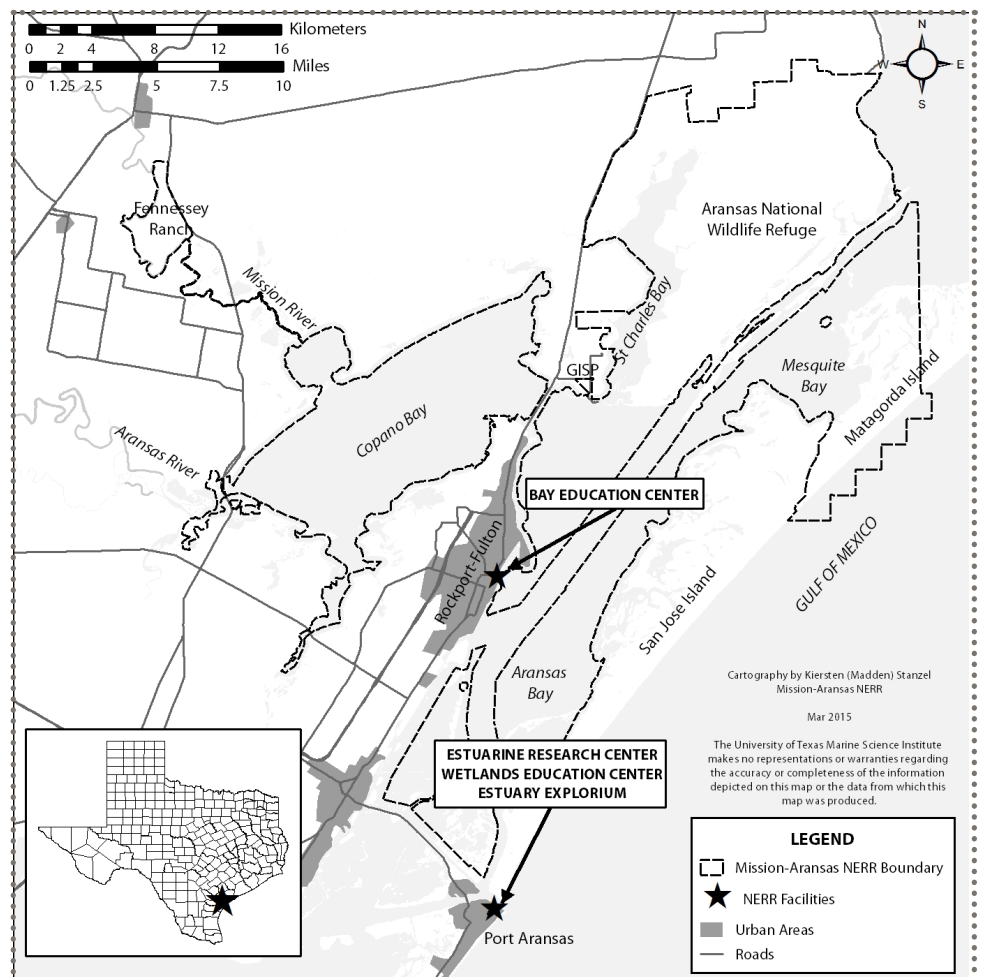 Kilometers
0 2 4 8 12 16
Miles
0 1.25 2.5 5 7.5 10
N
W E
S
Fennessey
Ranch
Aransas National
Wildlife Refuge
Mission River
St Charles Bay
GISP
Mesquite
Bay
Matagorda Island
Copano Bay
Aransas River
BAY EDUCATION CENTER
Rockport-Fulton
GULF OF MEXICO
San Jose Island
Aransas
Bay
Cartography by Kiersten (Madden) Stanzel
Mission-Aransas NERR
Mar 2015
The University of Texas Marine Science Institute
makes no representations or warranties regarding
the accuracy or completeness of the information
depicted on this map or the data from which this
map was produced.
ESTUARINE RESEARCH CENTER
WETLANDS EDUCATION CENTER
ESTUARY EXPLORIUM
Port Aransas
LEGEND
Mission-Aransas NERR Boundary
NERR Facilities
Urban Areas
Roads